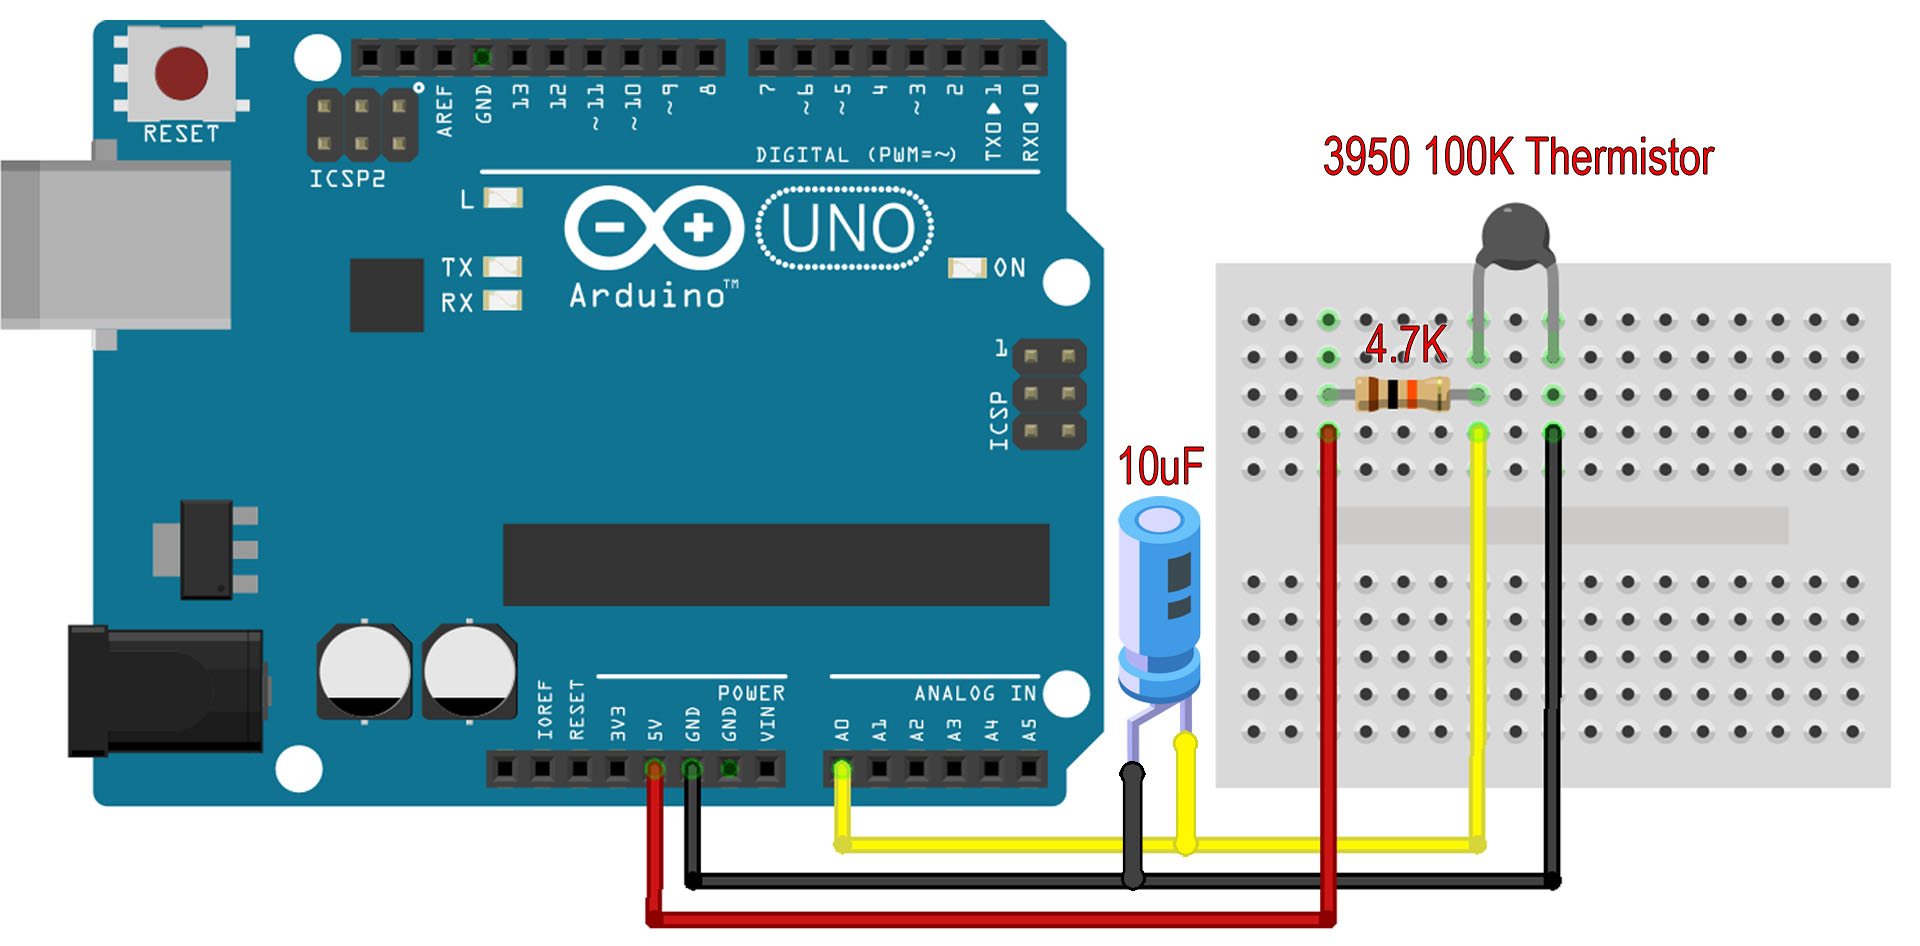 RESET
ICSP2
AREF
GND
13
12
~11
~10
~9
8
7
~6
~5
4
~3
2
TX0▶1
RX0◀0
DIGITAL (PWM=~)
L
TX
RX
Arduino™
UNO
ON
1
ICSP
3950 100K Thermistor
4.7K
10uF
POWER
ANALOG IN
IOREF
RESET
3V3
5V
GND
GND
VIN
A0
A1
A2
A3
A4
A5